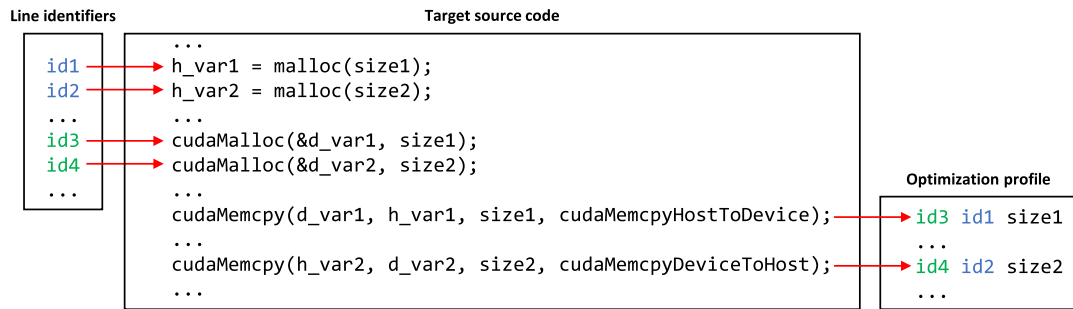 Line identifiers
id1
id2
...
id3
id4
...
Target source code
...
h_var1 = malloc(size1);
h_var2 = malloc(size2);
...
cudaMalloc(&d_var1, size1);
cudaMalloc(&d_var2, size2);
...
cudaMemcpy(d_var1, h_var1, size1, cudaMemcpyHostToDevice);
...
cudaMemcpy(h_var2, d_var2, size2, cudaMemcpyDeviceToHost);
...
Optimization profile
id3 id1 size1
...
id4 id2 size2
...